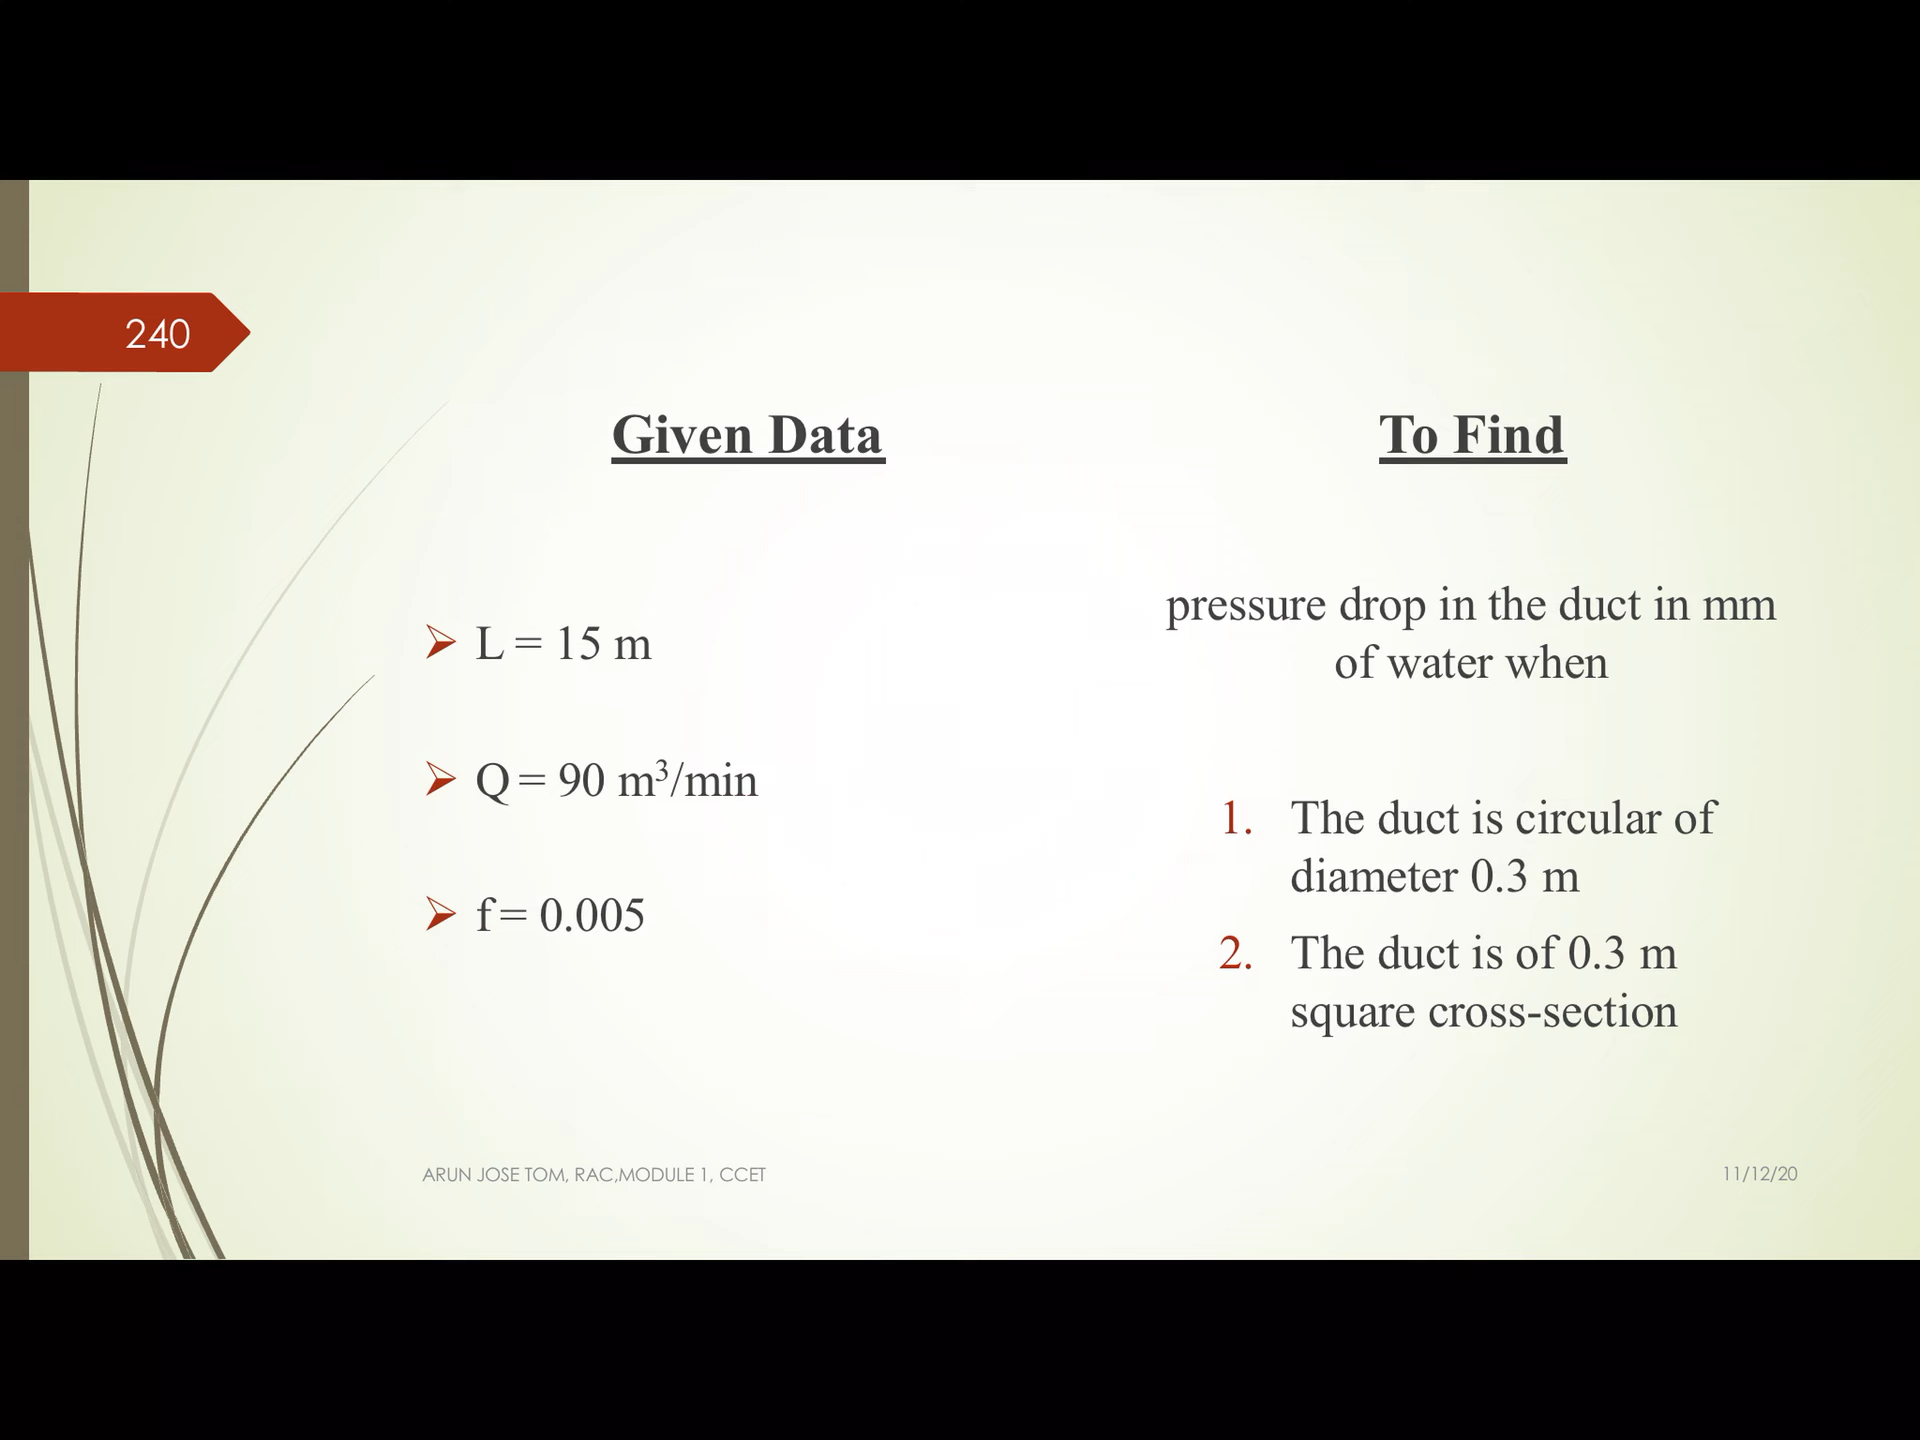 240
Given Data
➢ L = 15 m
➢ Q = 90 m³/min
➢ f = 0.005
To Find
pressure drop in the duct in mm
of water when
1. The duct is circular of
diameter 0.3 m
2. The duct is of 0.3 m
square cross-section
ARUN JOSE TOM, RAC,MODULE 1, CCET
11/12/20